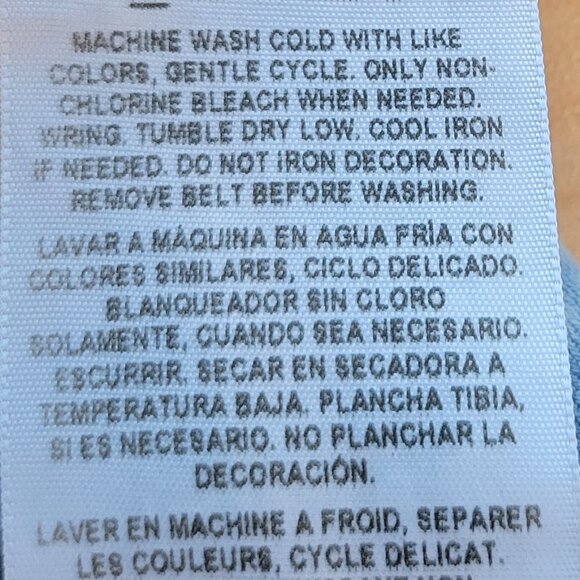 MACHINE WASH COLD WITH LIKE
COLORS, GENTLE CYCLE. ONLY NON-
CHLORINE BLEACH WHEN NEEDED.
WRING. TUMBLE DRY LOW. COOL IRON
IF NEEDED. DO NOT IRON DECORATION.
REMOVE BELT BEFORE WASHING.
LAVAR A MÁQUINA EN AGUA FRÍA CON
COLORES SIMILARES, CICLO DELICADO.
BLANQUEADOR SIN CLORO
SOLAMENTE, CUANDO SEA NECESARIO.
ESCURRIR. SECAR EN SECADORA A
TEMPERATURA BAJA. PLANCHA TIBIA,
SI ES NECESARIO. NO PLANCHAR LA
DECORACIÓN.
LAVER EN MACHINE A FROID, SEPARER
LES COULEURS, CYCLE DELICAT.